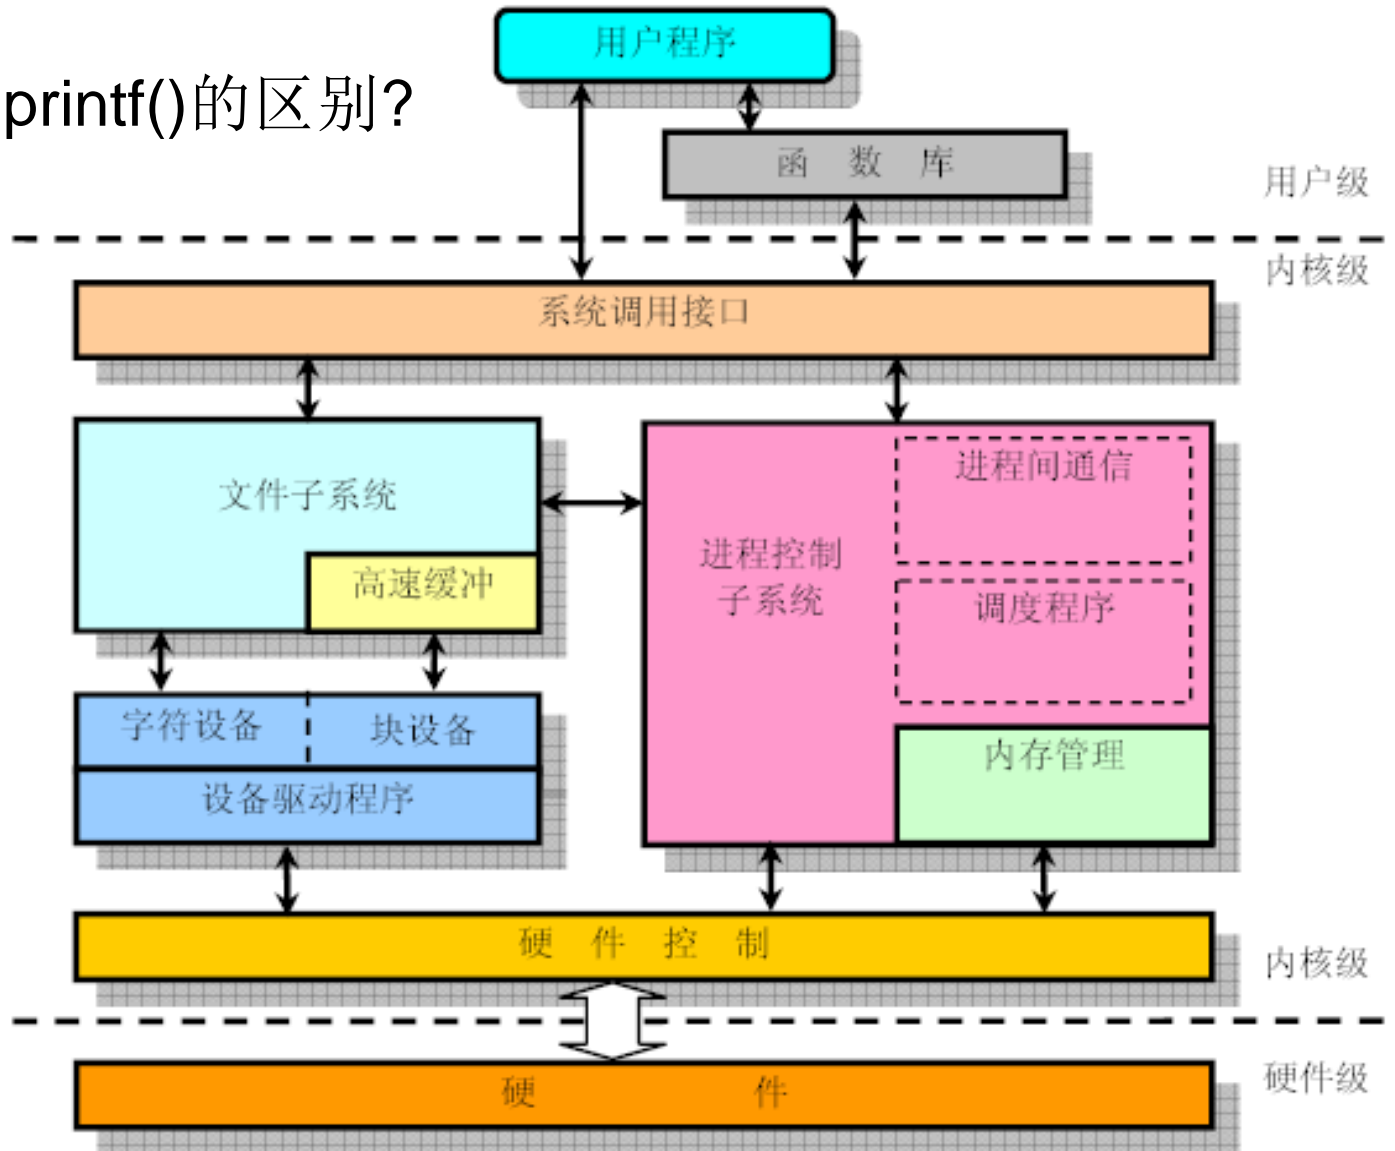 用户程序
printf()的区别?
函 数 库
用户级
内核级
系统调用接口
文件子系统
高速缓冲
进程控制
子系统
进程间通信
调度程序
内存管理
字符设备
块设备
设备驱动程序
硬 件 控 制
内核级
硬件级
硬 件